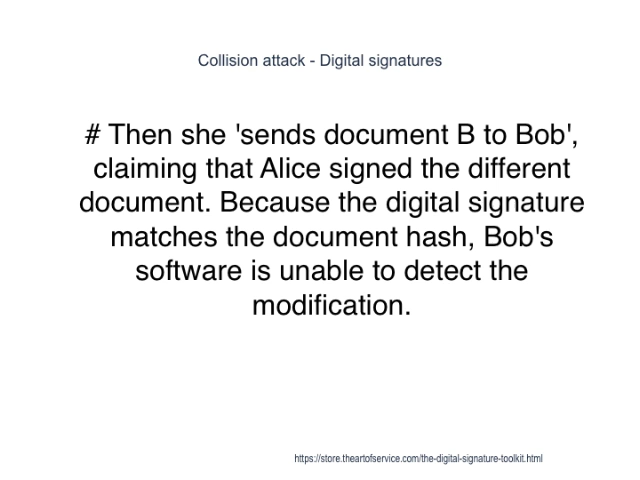 Collision attack - Digital signatures
# Then she 'sends document B to Bob',
claiming that Alice signed the different
document. Because the digital signature
matches the document hash, Bob's
software is unable to detect the
modification.
https://store.theartofservice.com/the-digital-signature-toolkit.html